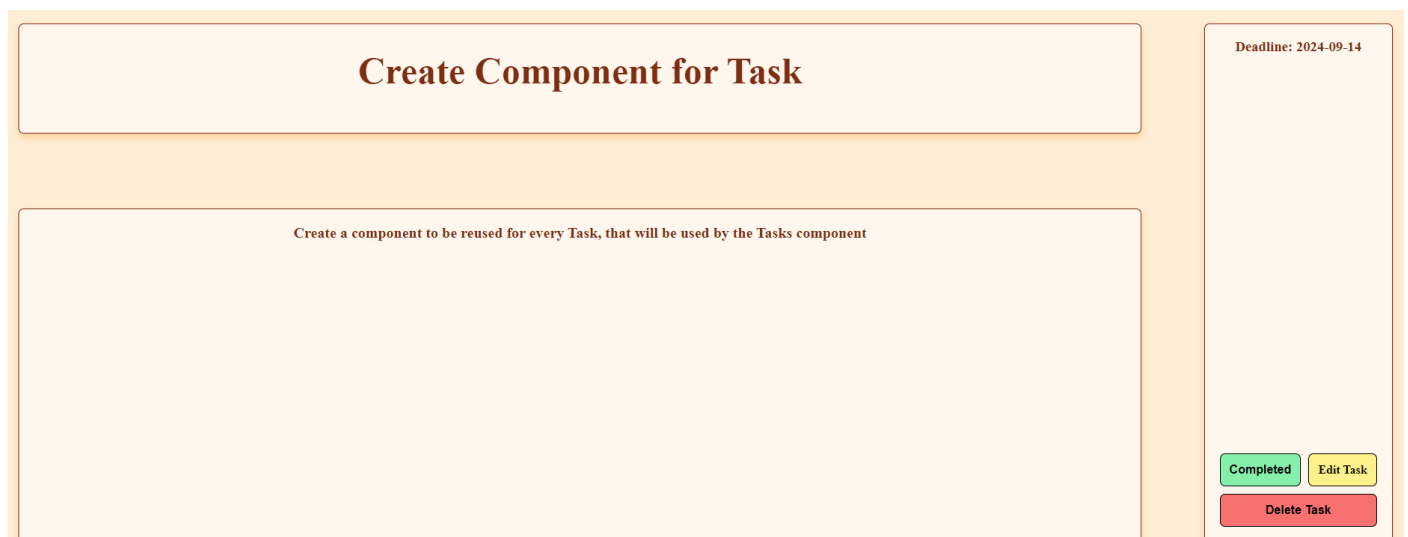 Create Component for Task
Deadline: 2024-09-14
Create a component to be reused for every Task, that will be used by the Tasks component
Completed
Edit Task
Delete Task